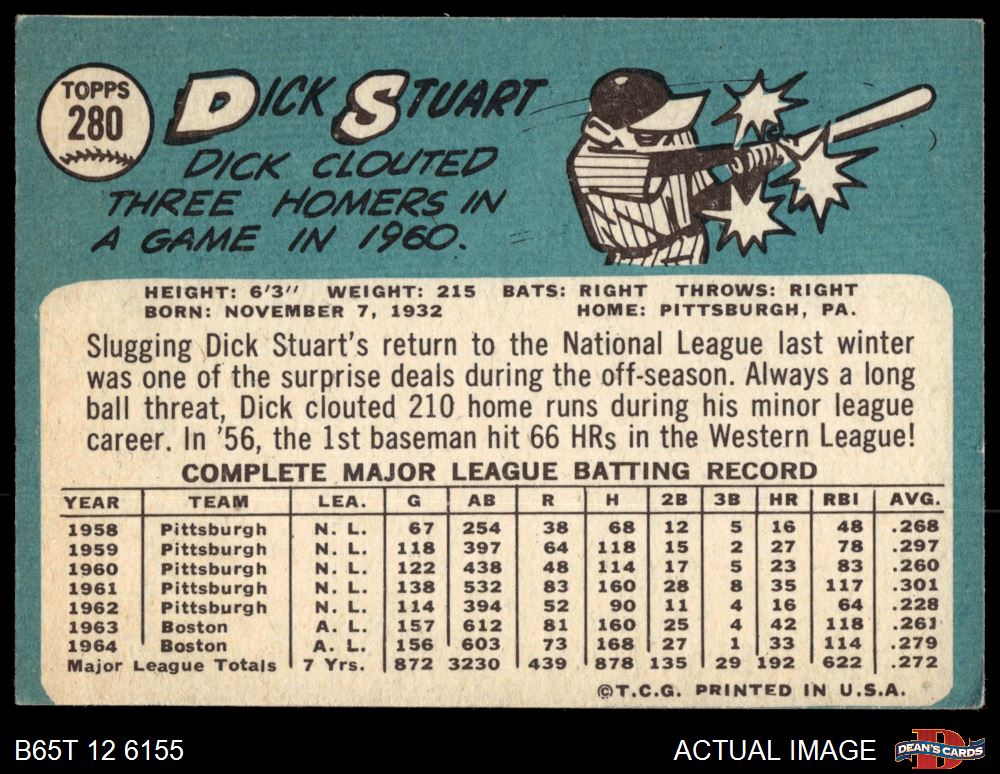 TOPPS
280
DICK STUART
DICK CLOUTED
THREE HOMERS IN
A GAME IN 1960.
HEIGHT: 6'3" WEIGHT: 215 BATS: RIGHT THROWS: RIGHT
BORN: NOVEMBER 7, 1932 HOME: PITTSBURGH, PA.
Slugging Dick Stuart's return to the National League last winter
was one of the surprise deals during the off-season. Always a long
ball threat, Dick clouted 210 home runs during his minor league
career. In '56, the 1st baseman hit 66 HRs in the Western League!
COMPLETE MAJOR LEAGUE BATTING RECORD
YEAR TEAM LEA. G AB R H 2B 3B HR RBI AVG.
1958 Pittsburgh N. L. 67 254 38 68 12 5 16 48 .268
1959 Pittsburgh N. L. 118 397 64 118 15 2 27 78 .297
1960 Pittsburgh N. L. 122 438 48 114 17 5 23 83 .260
1961 Pittsburgh N. L. 138 532 83 160 28 8 35 117 .301
1962 Pittsburgh N. L. 114 394 52 90 11 4 16 64 .228
1963 Boston A. L. 157 612 81 160 25 4 42 118 .261
1964 Boston A. L. 156 603 73 168 27 1 33 114 .279
Major League Totals 7 Yrs. 872 3230 439 878 135 29 192 622 .272
©T.C.G. PRINTED IN U.S.A.
B65T 12 6155 ACTUAL IMAGE DEAN'S CARDS